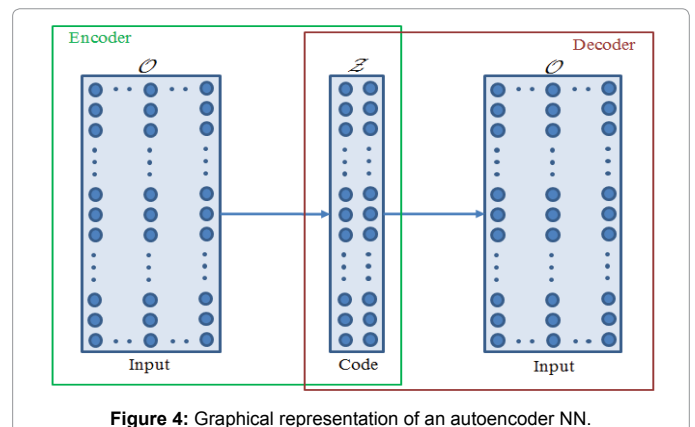 Encoder
Decoder
𝒪 𝒵 𝒪
Input Code Input
Figure 4: Graphical representation of an autoencoder NN.